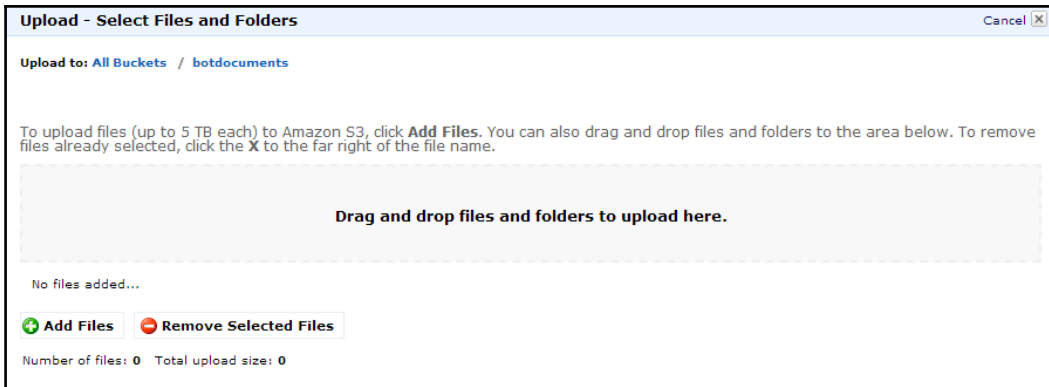 Upload - Select Files and Folders Cancel X
Upload to: All Buckets / botdocuments
To upload files (up to 5 TB each) to Amazon S3, click Add Files. You can also drag and drop files and folders to the area below. To remove
files already selected, click the X to the far right of the file name.
Drag and drop files and folders to upload here.
No files added...
Add Files Remove Selected Files
Number of files: 0 Total upload size: 0